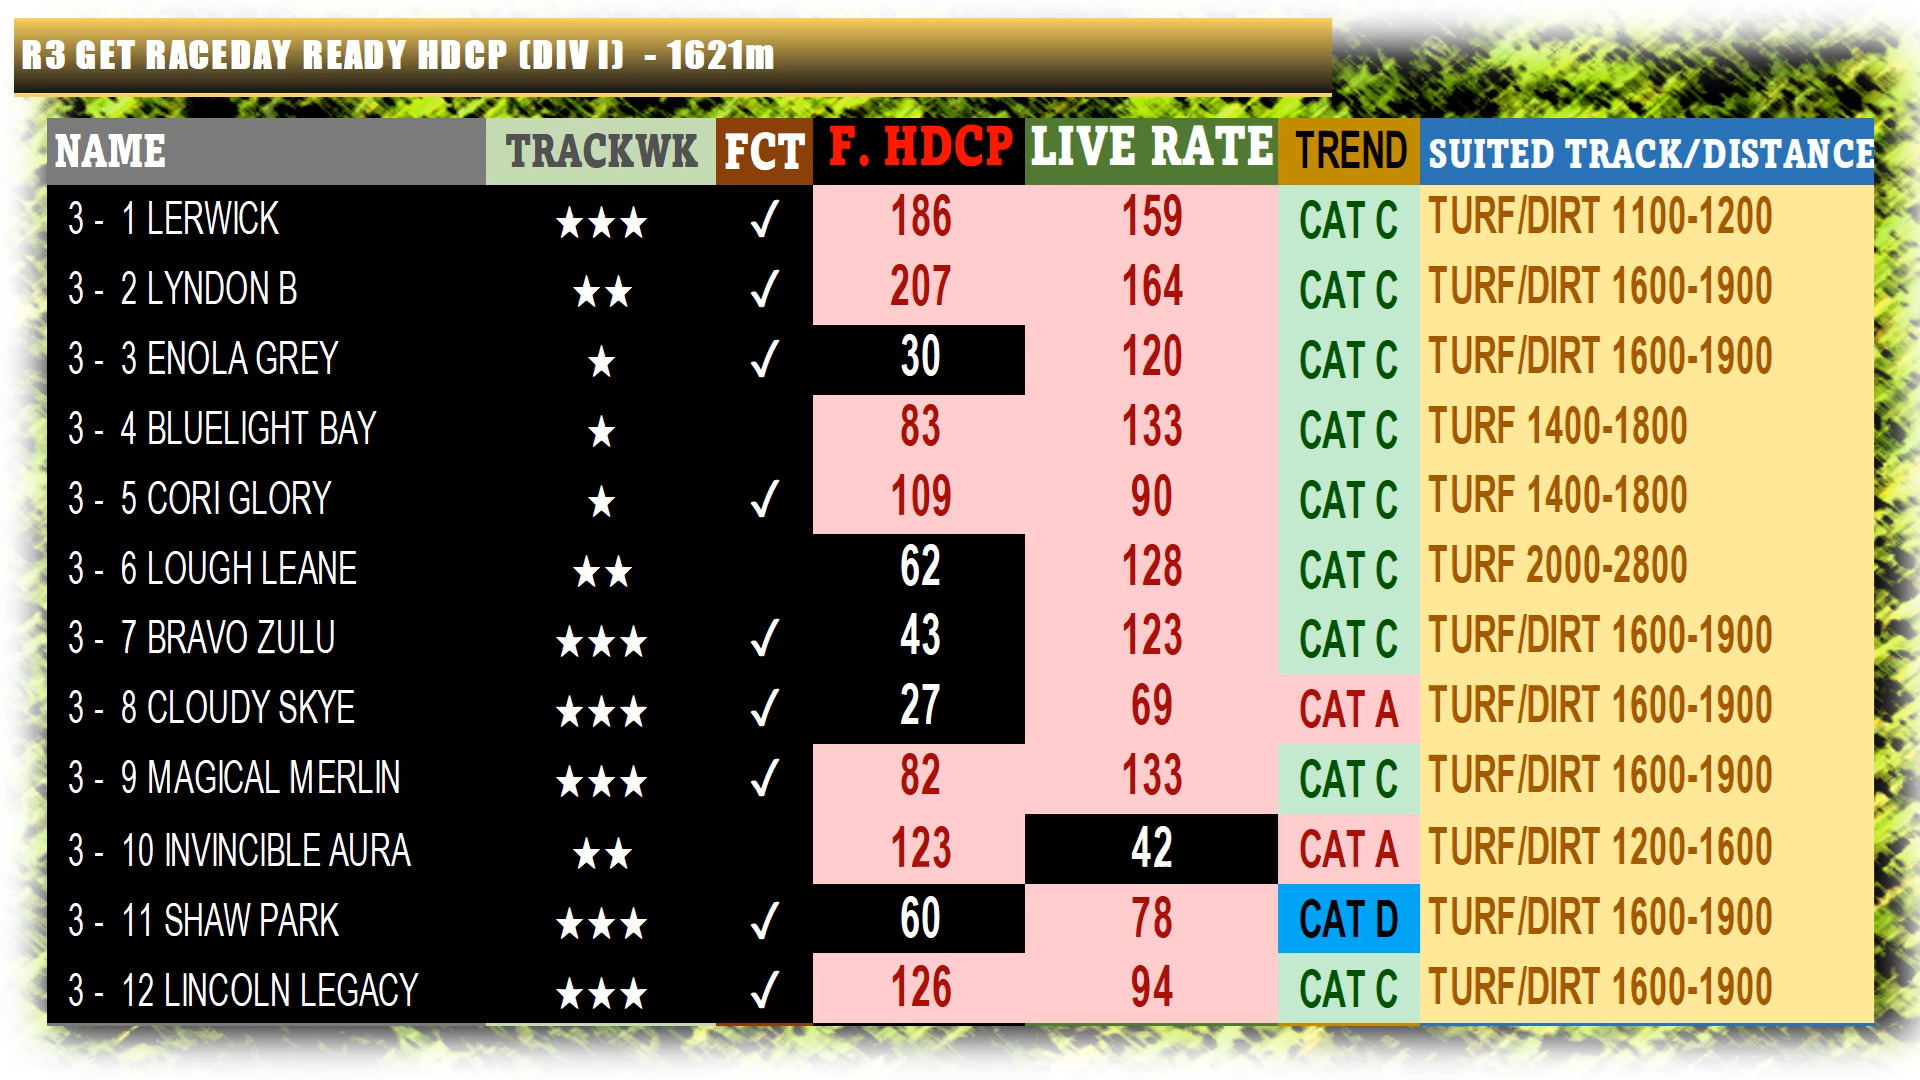 R3 GET RACEDAY READY HDCP (DIV I)  - 1621m
NAME TRACKWK FCT F. HDCP LIVE RATE TREND SUITED TRACK/DISTANCE
3 - 1 LERWICK ★★★ ✓ 186 159 CAT C TURF/DIRT 1100-1200
3 - 2 LYNDON B ★★ ✓ 207 164 CAT C TURF/DIRT 1600-1900
3 - 3 ENOLA GREY ★ ✓ 30 120 CAT C TURF/DIRT 1600-1900
3 - 4 BLUELIGHT BAY ★ 83 133 CAT C TURF 1400-1800
3 - 5 CORI GLORY ★ ✓ 109 90 CAT C TURF 1400-1800
3 - 6 LOUGH LEANE ★★ 62 128 CAT C TURF 2000-2800
3 - 7 BRAVO ZULU ★★★ ✓ 43 123 CAT C TURF/DIRT 1600-1900
3 - 8 CLOUDY SKYE ★★★ ✓ 27 69 CAT A TURF/DIRT 1600-1900
3 - 9 MAGICAL MERLIN ★★★ ✓ 82 133 CAT C TURF/DIRT 1600-1900
3 - 10 INVINCIBLE AURA ★★ 123 42 CAT A TURF/DIRT 1200-1600
3 - 11 SHAW PARK ★★★ ✓ 60 78 CAT D TURF/DIRT 1600-1900
3 - 12 LINCOLN LEGACY ★★★ ✓ 126 94 CAT C TURF/DIRT 1600-1900